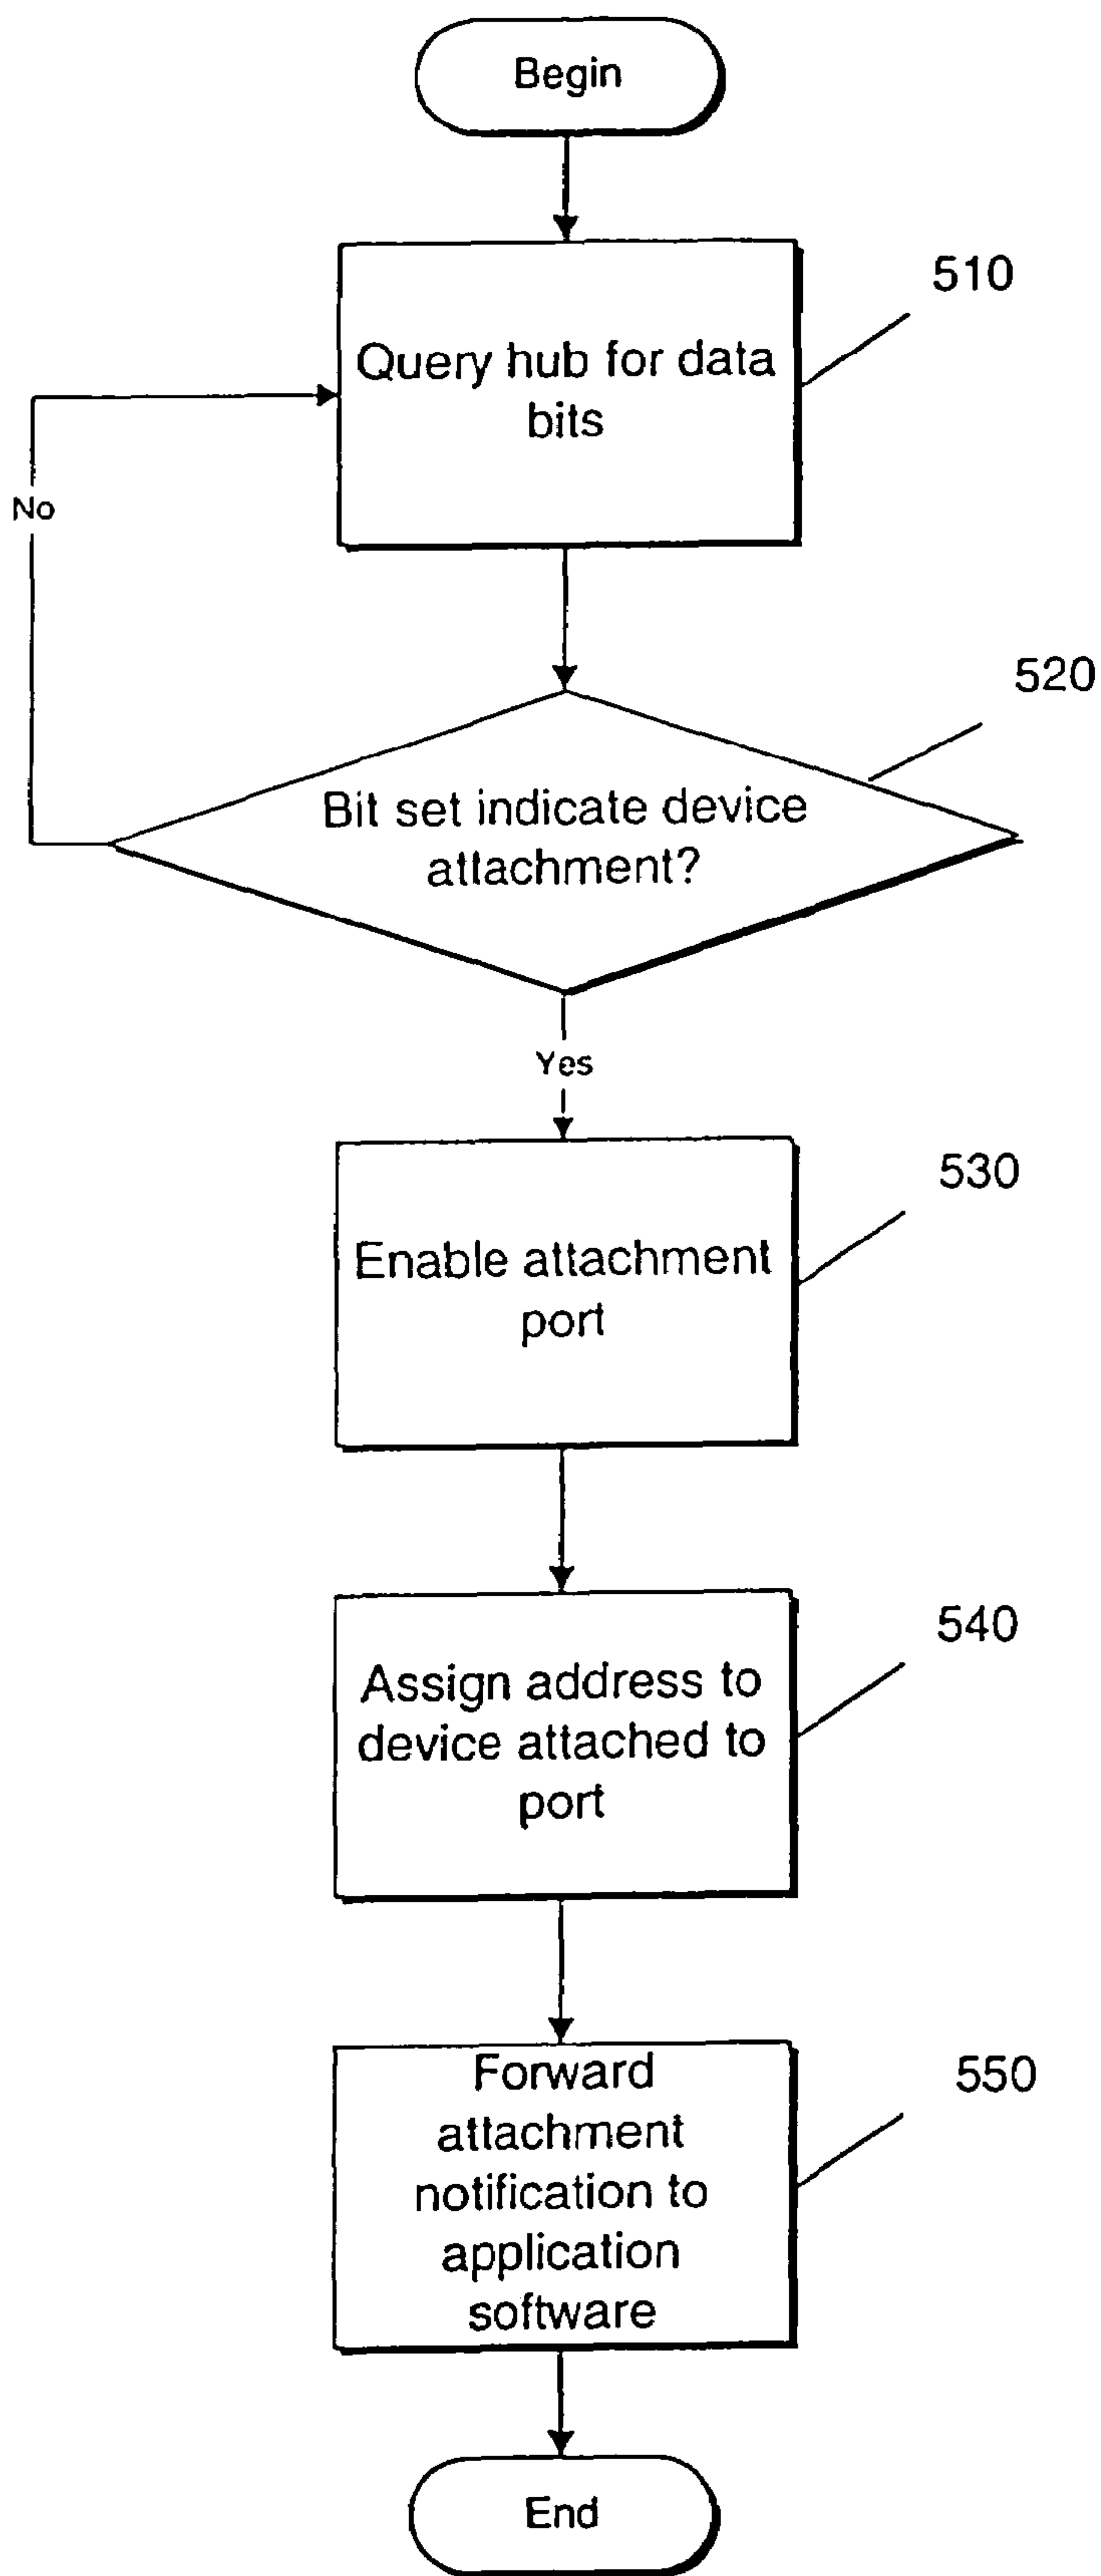 Begin
510
Query hub for data
bits
No
520
Bit set indicate device
attachment?
Yes
530
Enable attachment
port
540
Assign address to
device attached to
port
550
Forward
attachment
notification to
application
software
End